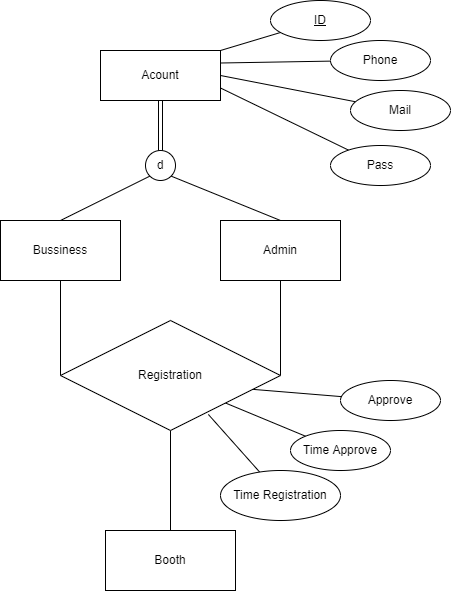 ID
Phone
Acount
Mail
Pass
d
Bussiness
Admin
Registration
Approve
Time Approve
Time Registration
Booth